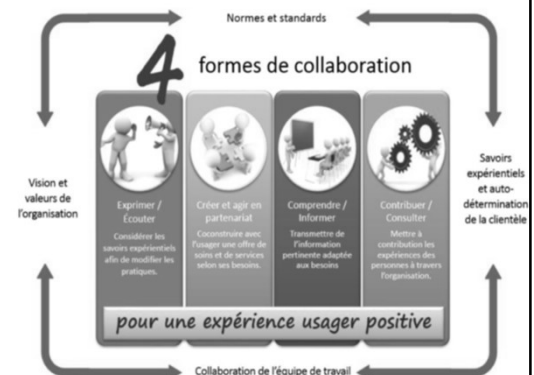 Normes et standards
4 formes de collaboration
Vision et
valeurs de
l'organisation
Exprimer /
Écouter
Considérer les
savoirs expérientiels
afin de modifier les
pratiques.
Créer et agir en
partenariat
Coconstruire avec
l'usager une offre de
soins et de services
selon ses besoins.
Comprendre /
Informer
Transmettre de
l'information
pertinente adaptée
aux besoins
Contribuer /
Consulter
Mettre à
contribution les
expériences des
personnes à travers
l'organisation.
Savoirs
expérientiels
et auto-
détermination
de la clientèle
pour une expérience usager positive
Collaboration de l'équipe de travail